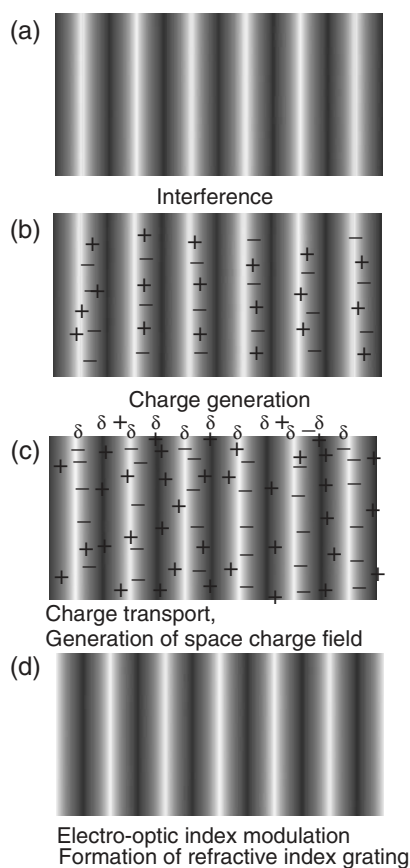 (a)
Interference
(b)
Charge generation
δ δ + δ δ δ δ δ δ + δ – δ δ
(c)
Charge transport,
Generation of space charge field
(d)
Electro-optic index modulation
Formation of refractive index grating